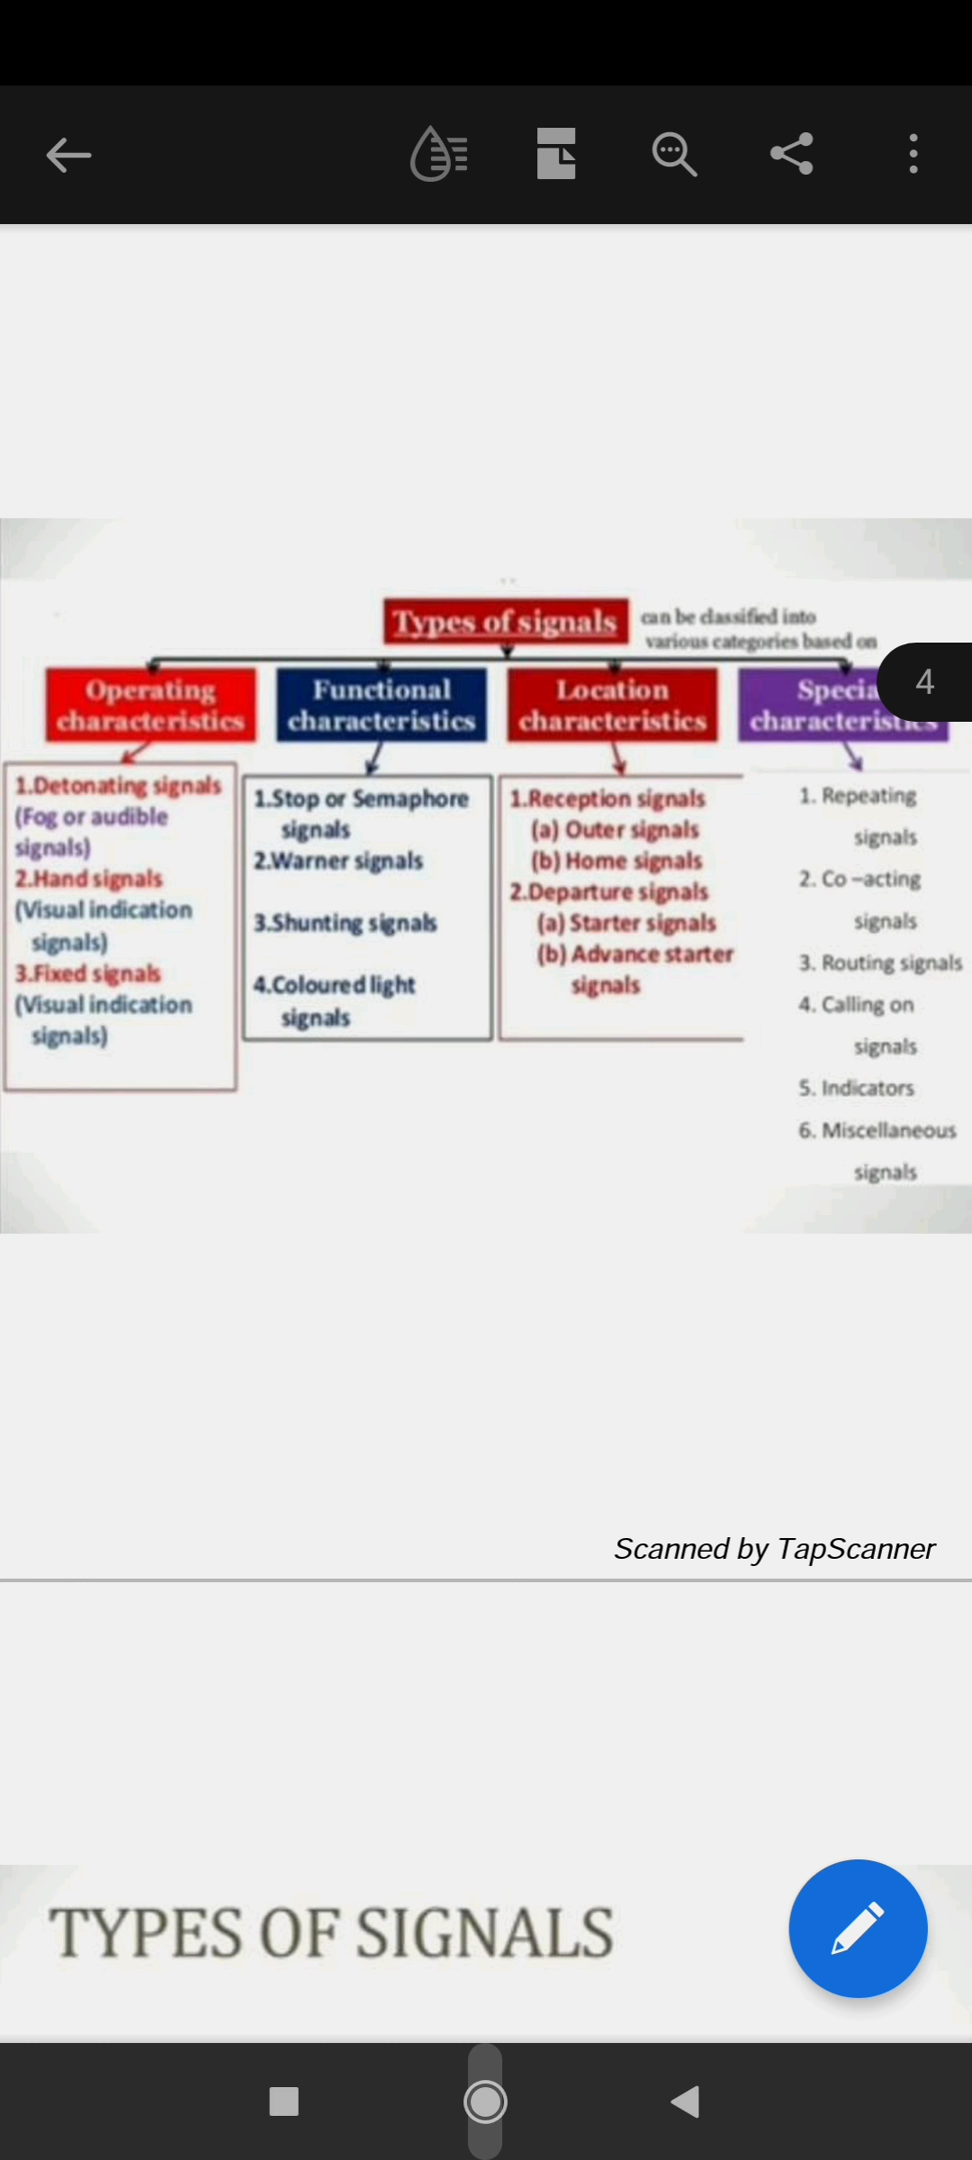 Types of signals
can be classified into
various categories based on
4
Operating
characteristics
1.Detonating signals
(Fog or audible
signals)
2.Hand signals
(Visual indication
signals)
3.Fixed signals
(Visual indication
signals)
Functional
characteristics
1.Stop or Semaphore
signals
2.Warner signals
3.Shunting signals
4.Coloured light
signals
Location
characteristics
1.Reception signals
(a) Outer signals
(b) Home signals
2.Departure signals
(a) Starter signals
(b) Advance starter
signals
Specia
characteristics
1. Repeating
signals
2. Co –acting
signals
3. Routing signals
4. Calling on
signals
5. Indicators
6. Miscellaneous
signals
Scanned by TapScanner
TYPES OF SIGNALS